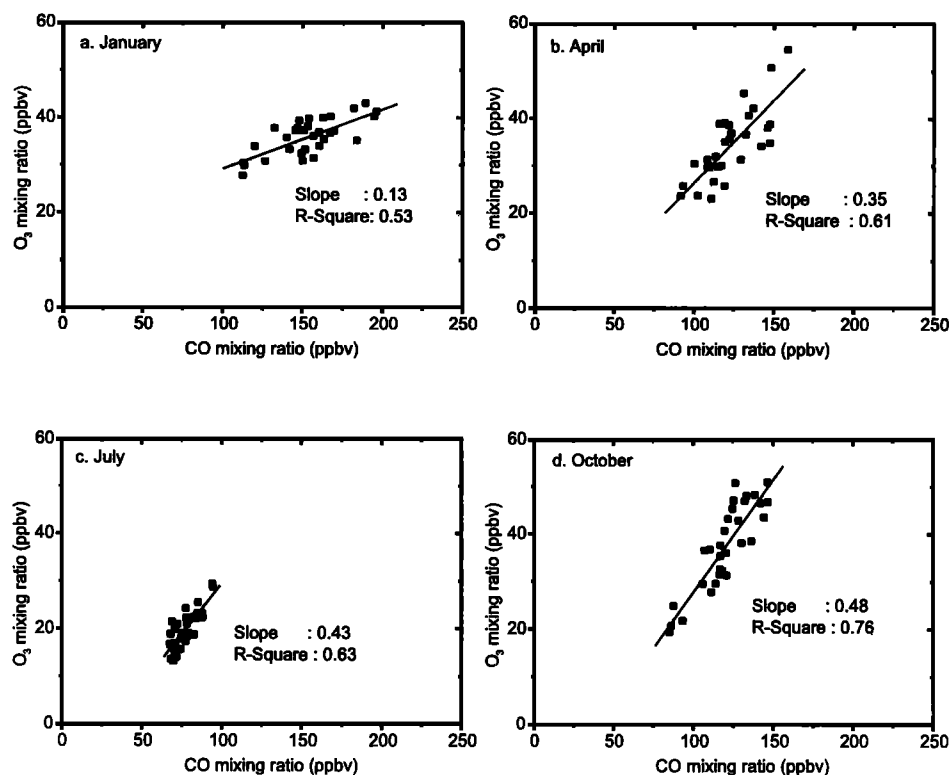 a. January
60
40
20
0
O3 mixing ratio (ppbv)
Slope : 0.13
R-Square: 0.53
0 50 100 150 200 250
CO mixing ratio (ppbv)
b. April
60
40
20
0
O3 mixing ratio (ppbv)
Slope : 0.35
R-Square : 0.61
0 50 100 150 200 250
CO mixing ratio (ppbv)
c. July
60
40
20
0
O3 mixing ratio (ppbv)
Slope : 0.43
R-Square : 0.63
0 50 100 150 200 250
CO mixing ratio (ppbv)
d. October
60
40
20
0
O3 mixing ratio (ppbv)
Slope : 0.48
R-Square : 0.76
0 50 100 150 200 250
CO mixing ratio (ppbv)